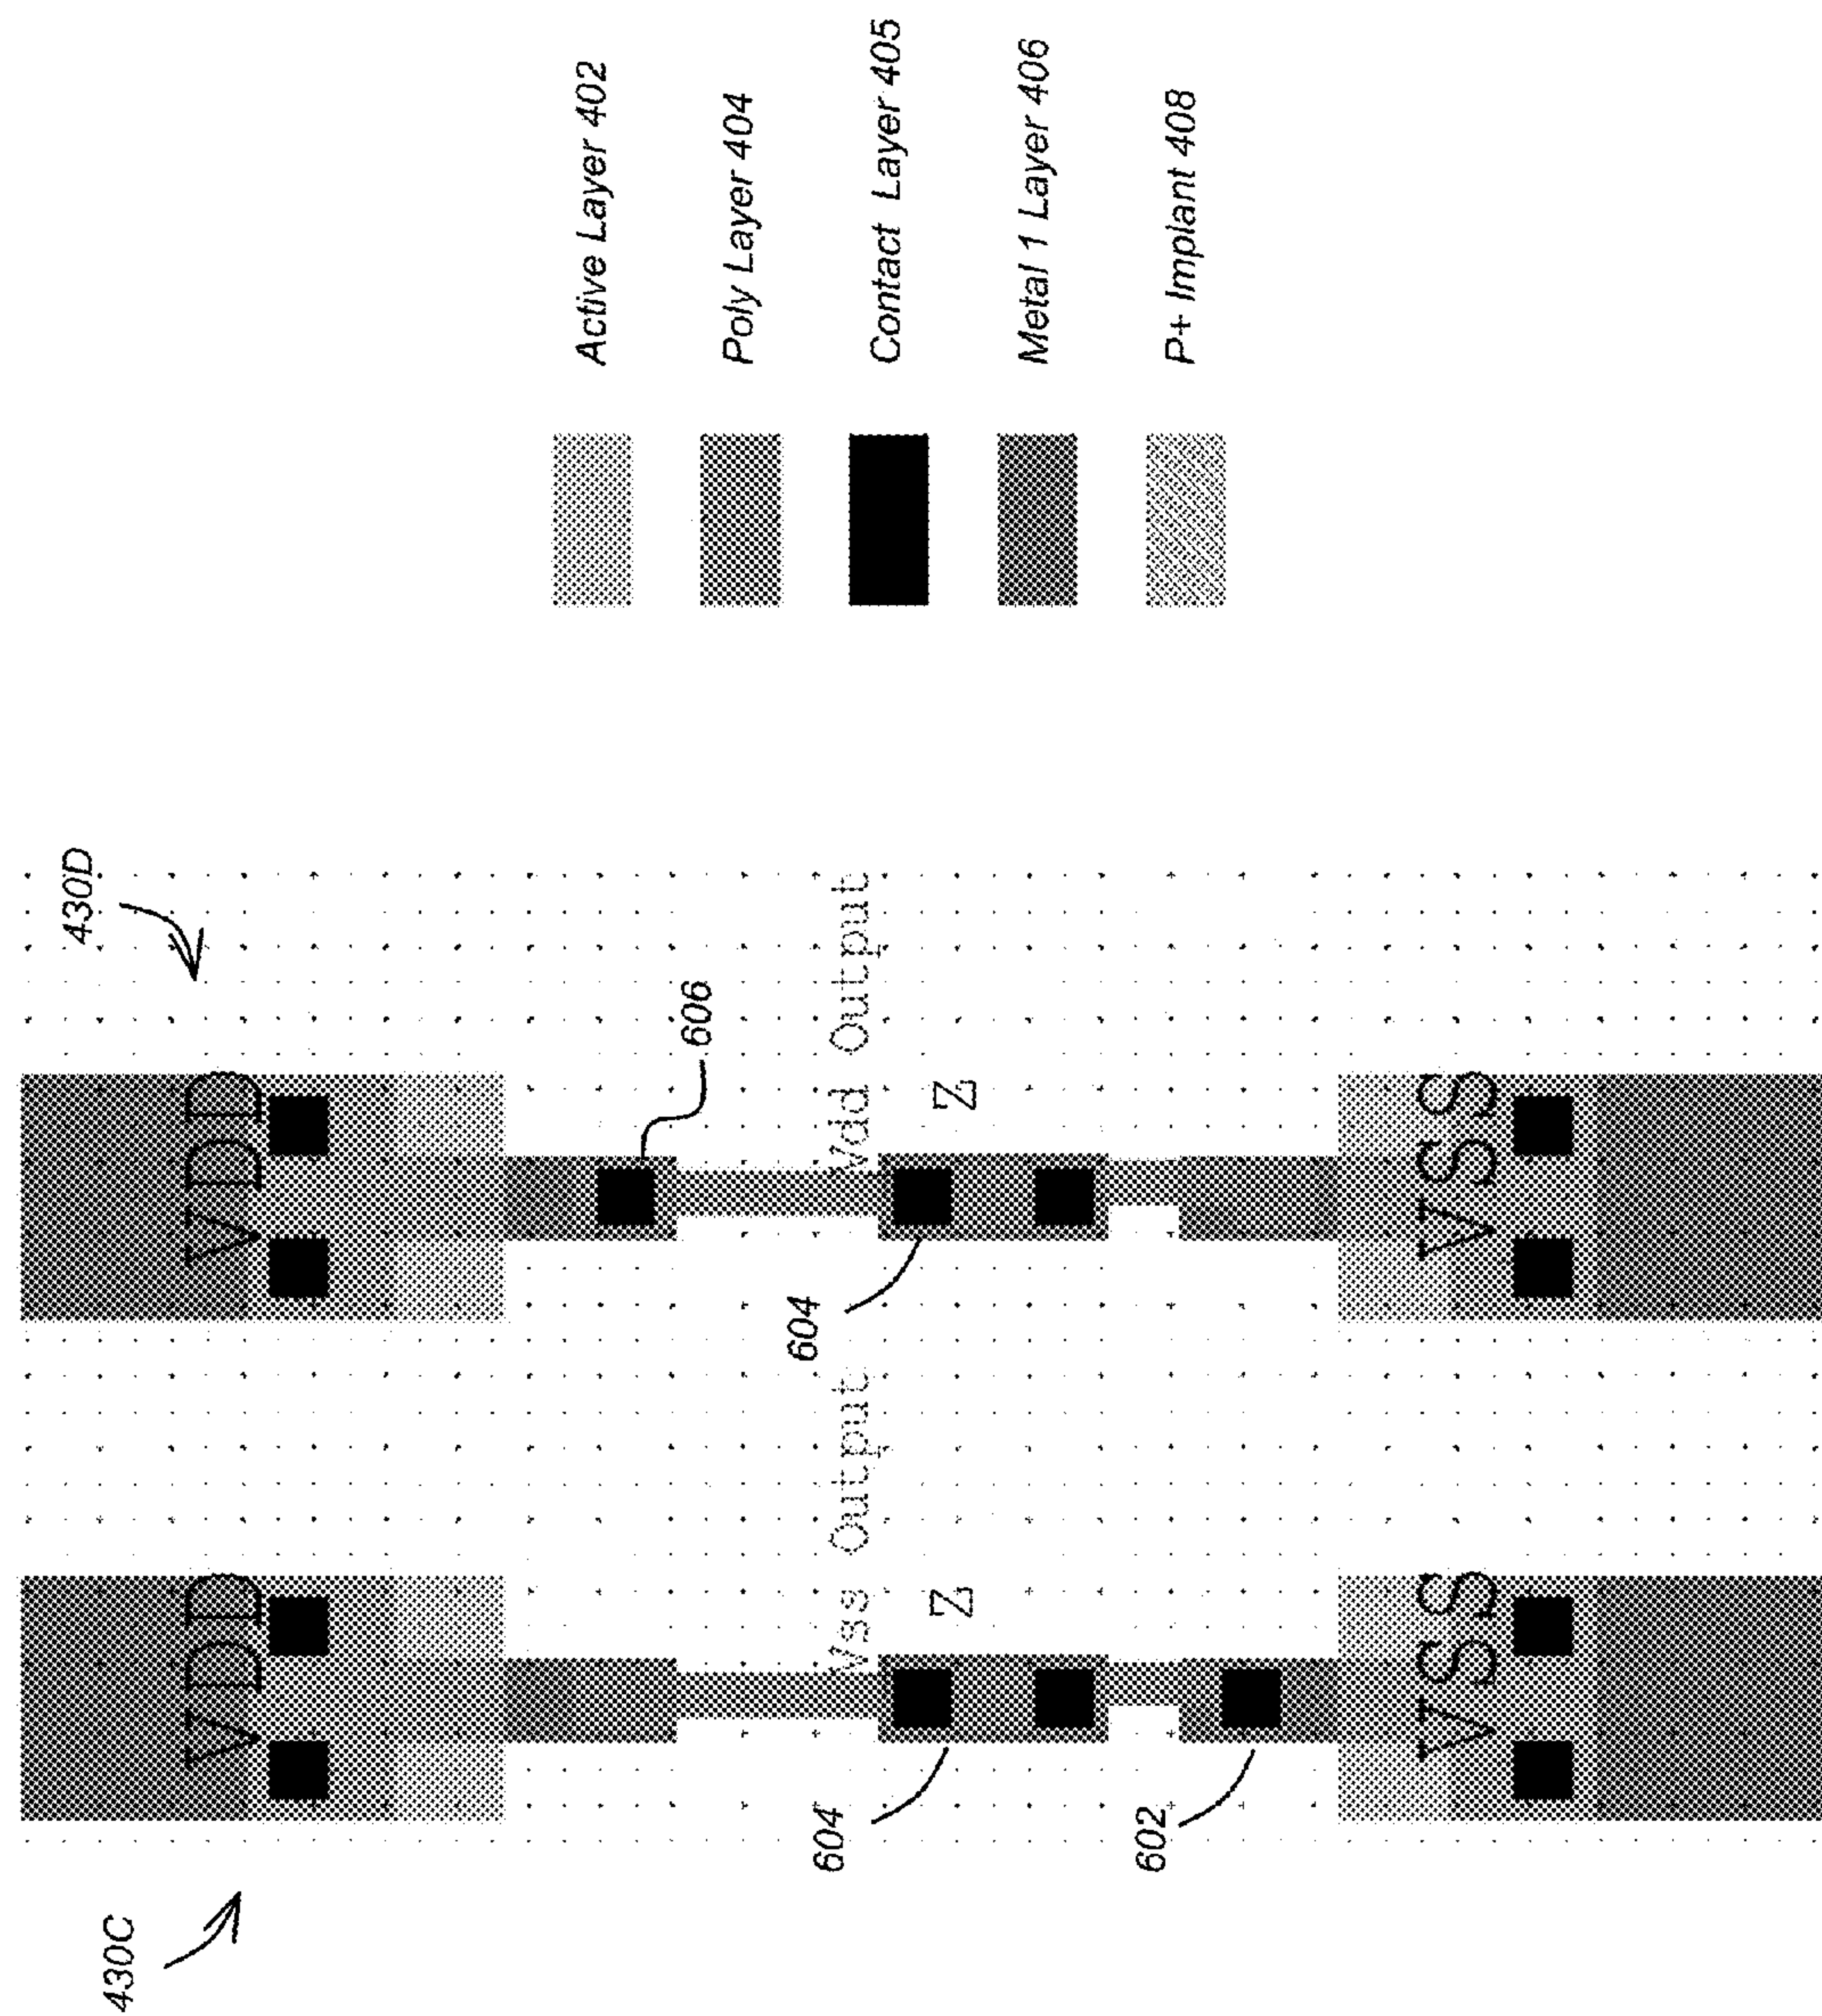 430C
430D
VDD
VDD
606
Vss Output
Vdd Output
Z
Z
604
604
602
VSS
VSS
Active Layer 402
Poly Layer 404
Contact Layer 405
Metal 1 Layer 406
P+ Implant 408